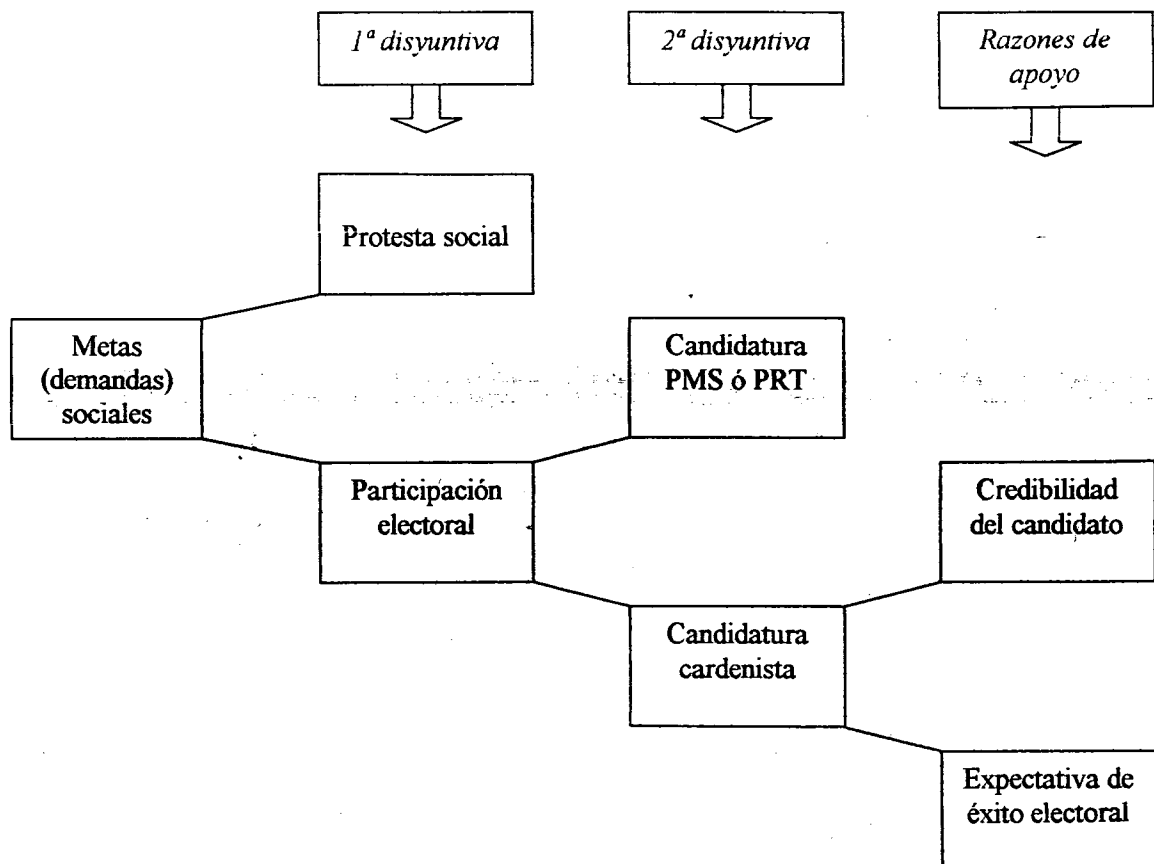 1ª disyuntiva
2ª disyuntiva
Razones de
apoyo
Protesta social
Metas
(demandas)
sociales
Candidatura
PMS ó PRT
Participación
electoral
Credibilidad
del candidato
Candidatura
cardenista
Expectativa de
éxito electoral